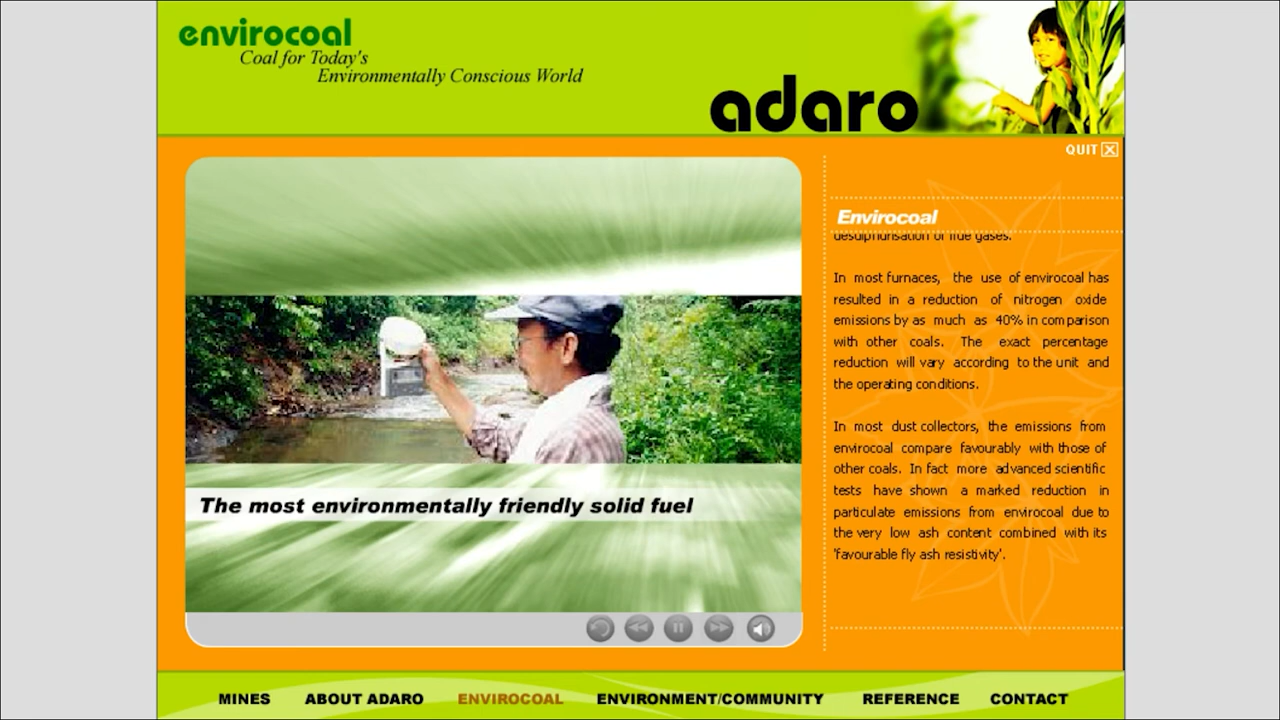 envirocoal
Coal for Today's
Environmentally Conscious World
adaro
QUIT
Envirocoal
desulphurisation of flue gases.
In most furnaces, the use of envirocoal has
resulted in a reduction of nitrogen oxide
emissions by as much as 40% in comparison
with other coals. The exact percentage
reduction will vary according to the unit and
the operating conditions.
In most dust collectors, the emissions from
envirocoal compare favourably with those of
other coals. In fact more advanced scientific
tests have shown a marked reduction in
particulate emissions from envirocoal due to
the very low ash content combined with its
'favourable fly ash resistivity'.
The most environmentally friendly solid fuel
MINES ABOUT ADARO ENVIROCOAL ENVIRONMENT/COMMUNITY REFERENCE CONTACT